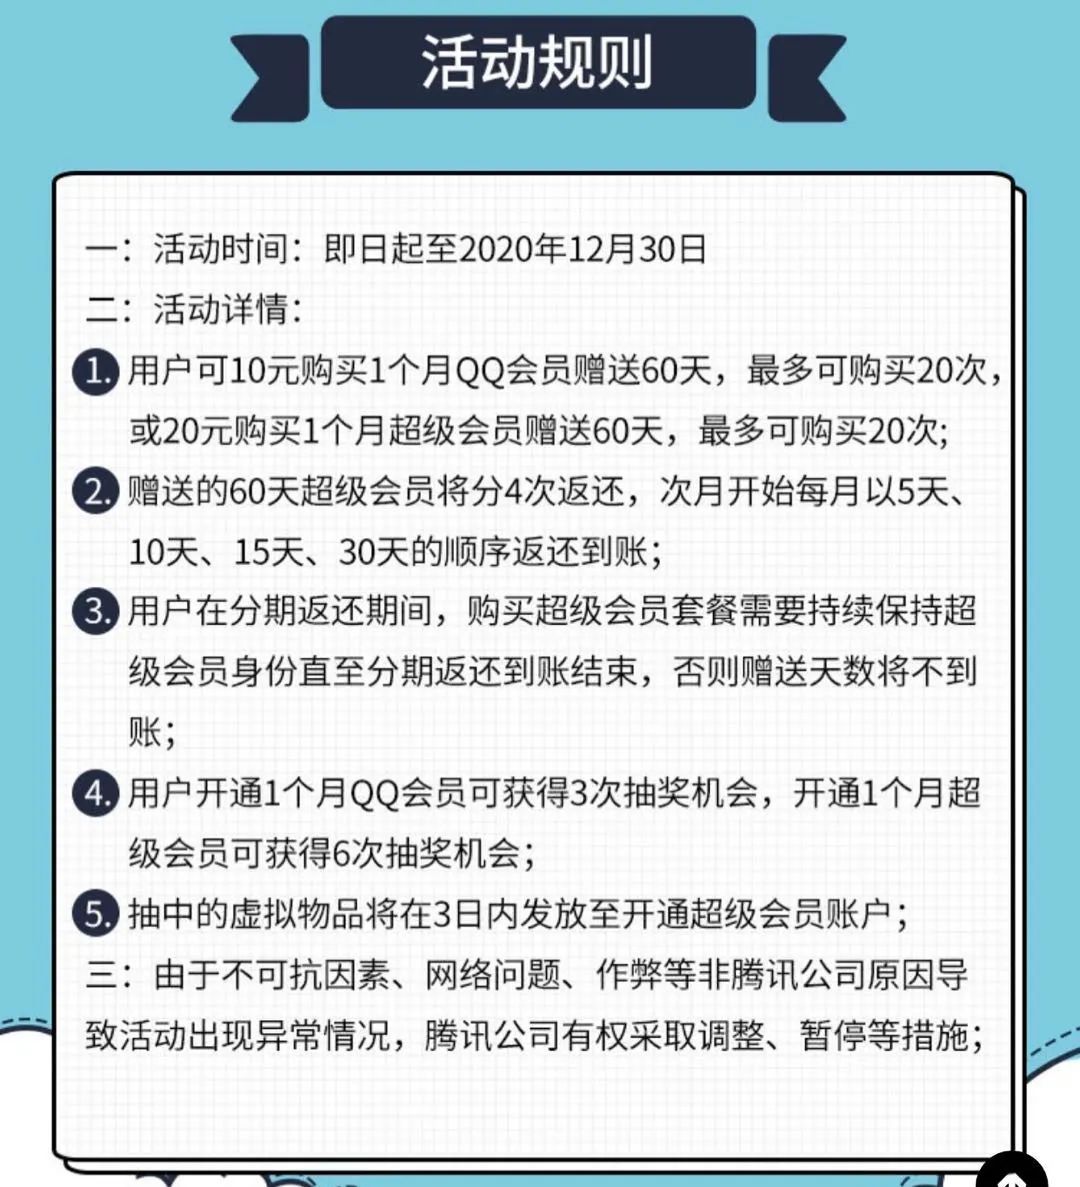 活动规则
一：活动时间：即日起至2020年12月30日
二：活动详情：
1. 用户可10元购买1个月QQ会员赠送60天，最多可购买20次，
或20元购买1个月超级会员赠送60天，最多可购买20次;
2. 赠送的60天超级会员将分4次返还，次月开始每月以5天、
10天、15天、30天的顺序返还到账；
3. 用户在分期返还期间，购买超级会员套餐需要持续保持超
级会员身份直至分期返还到账结束，否则赠送天数将不到
账；
4. 用户开通1个月QQ会员可获得3次抽奖机会，开通1个月超
级会员可获得6次抽奖机会；
5. 抽中的虚拟物品将在3日内发放至开通超级会员账户；
三：由于不可抗因素、网络问题、作弊等非腾讯公司原因导
致活动出现异常情况，腾讯公司有权采取调整、暂停等措施；